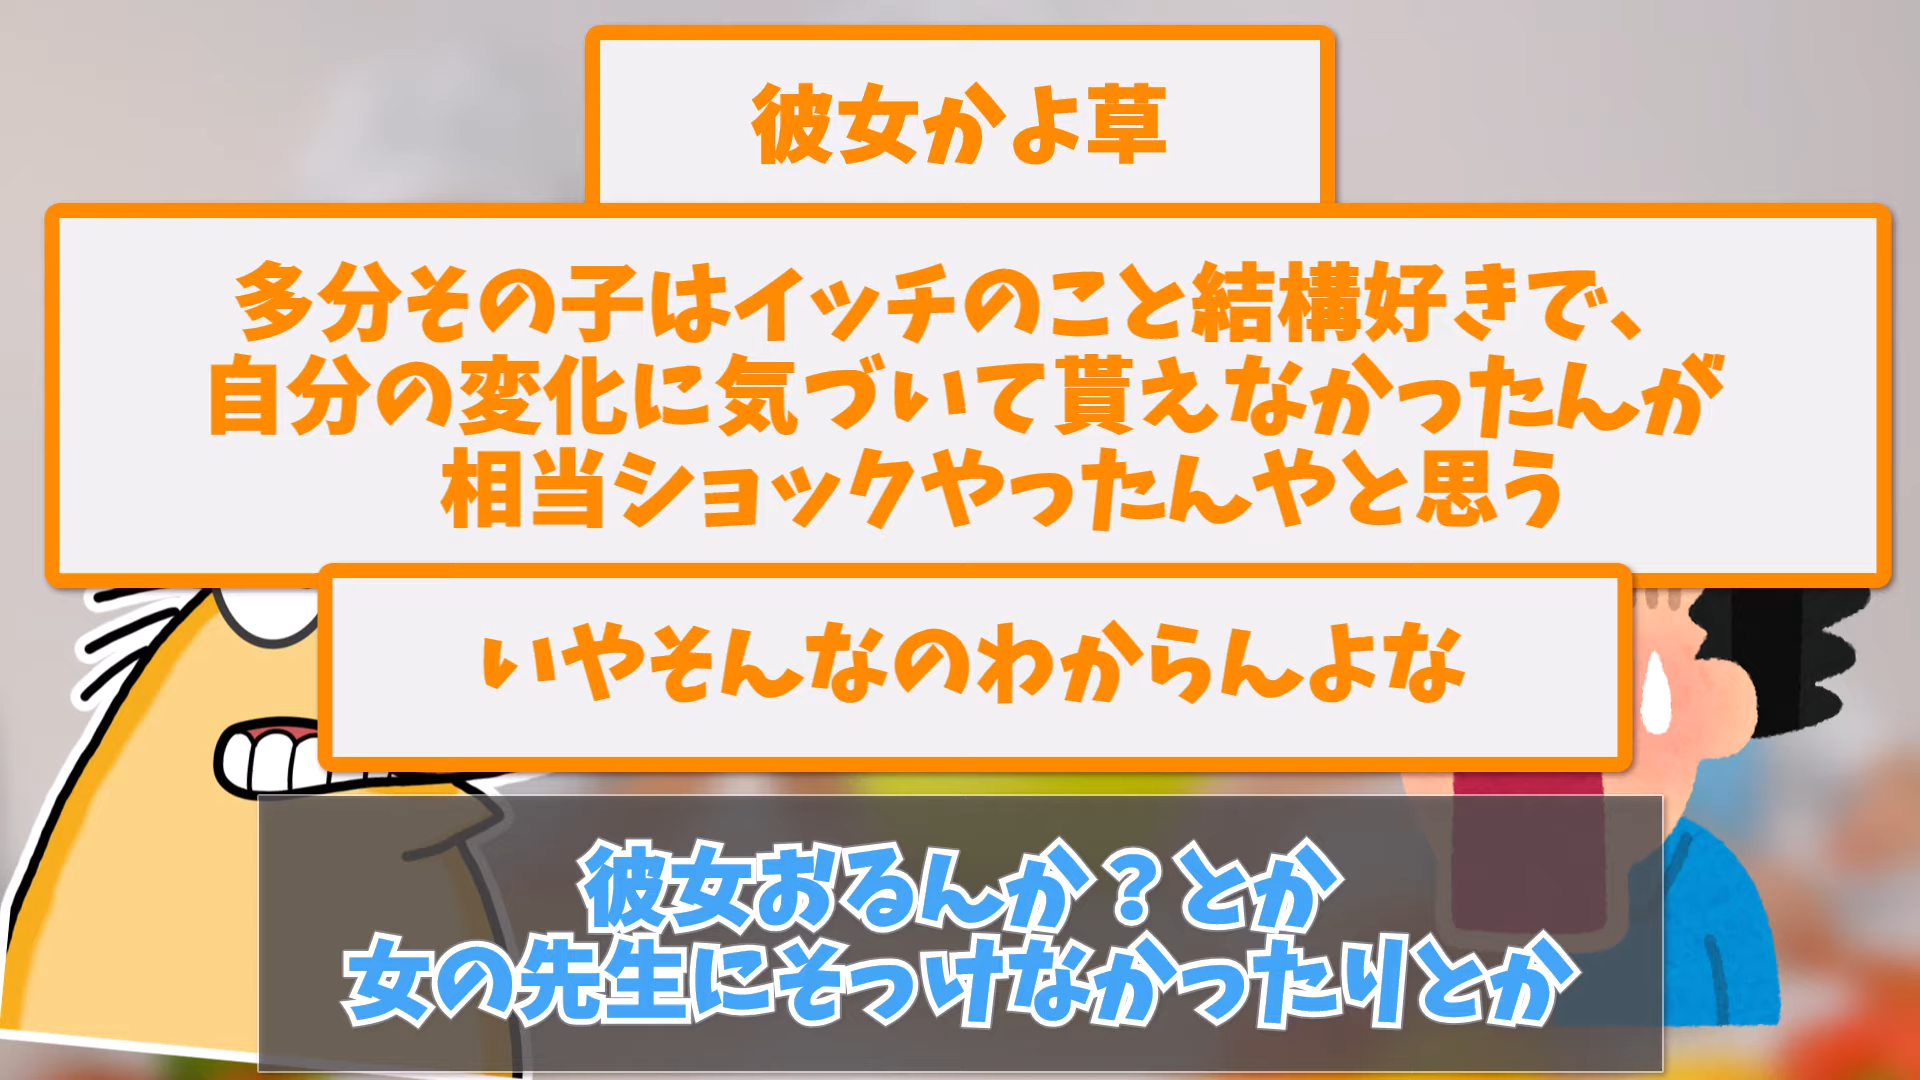 彼女かよ草
多分その子はイッチのこと結構好きで、
自分の変化に気づいて貰えなかったんが
相当ショックやったんやと思う
いやそんなのわからんよな
彼女おるんか？とか
女の先生にそっけなかったりとか